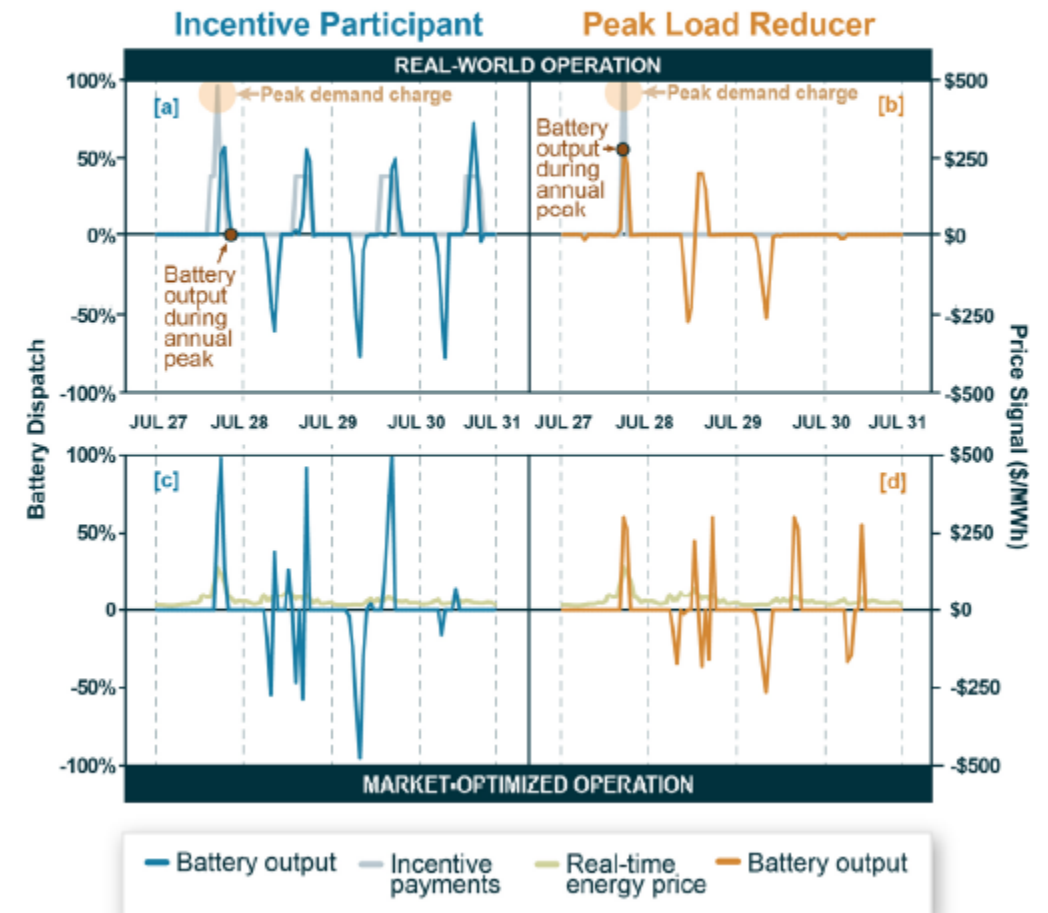 Incentive Participant
Peak Load Reducer
REAL-WORLD OPERATION
100%
[a]
Peak demand charge
Peak demand charge
[b]
$500
Battery
output
during
annual
peak
50%
$250
0%
$0
Battery
output
during
annual
peak
-50%
-$250
-100%
-$500
JUL 27
JUL 28
JUL 29
JUL 30
JUL 31
JUL 27
JUL 28
JUL 29
JUL 30
JUL 31
Battery Dispatch
Price Signal ($/MWh)
100%
[c]
[d]
$500
50%
$250
0
$0
-50%
-$250
-100%
-$500
MARKET-OPTIMIZED OPERATION
Battery output
Incentive
payments
Real-time
energy price
Battery output